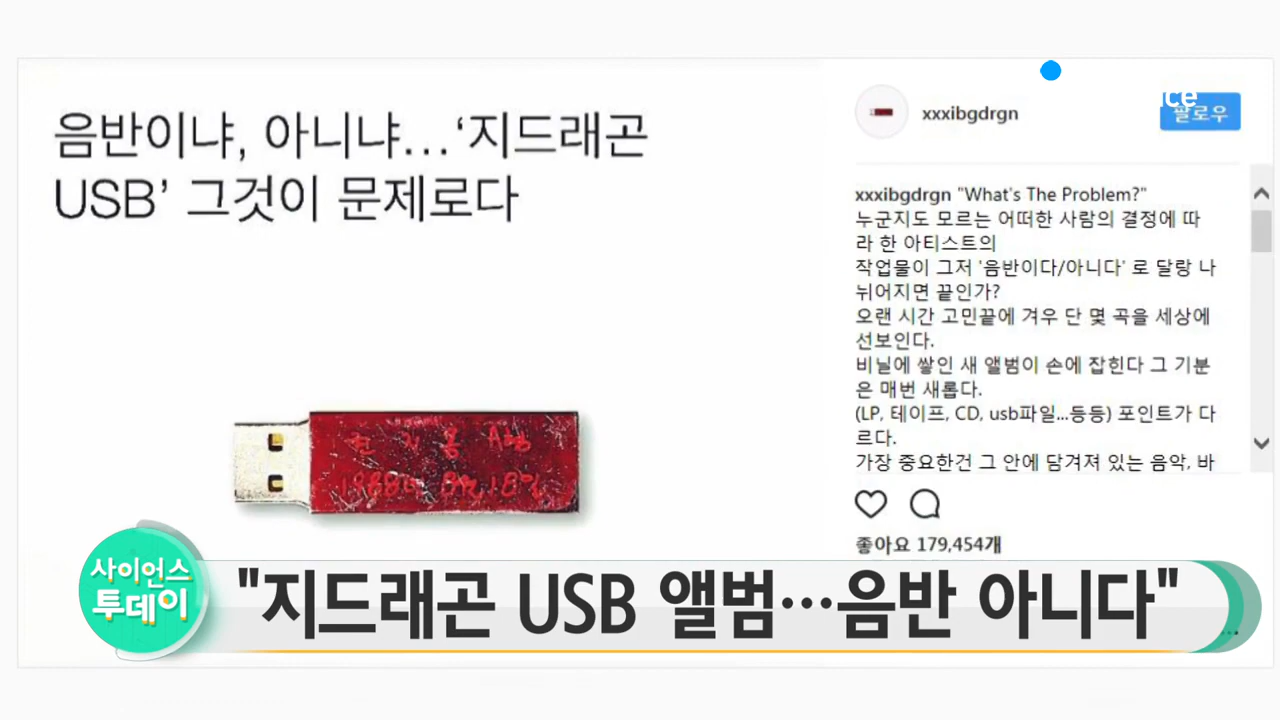 음반이냐, 아니냐…‘지드래곤
USB’ 그것이 문제로다
xxxibgdrgn
팔로우
xxxibgdrgn "What's The Problem?"
누군지도 모르는 어떠한 사람의 결정에 따
라 한 아티스트의
작업물이 그저 '음반이다/아니다' 로 달랑 나
뉘어지면 끝인가?
오랜 시간 고민끝에 겨우 단 몇 곡을 세상에
선보인다.
비닐에 쌓인 새 앨범이 손에 잡힌다 그 기분
은 매번 새롭다.
(LP, 테이프, CD, usb파일...등등) 포인트가 다
르다.
가장 중요한건 그 안에 담겨져 있는 음악, 바
좋아요 179,454개
사이언스
투데이
"지드래곤 USB 앨범…음반 아니다"